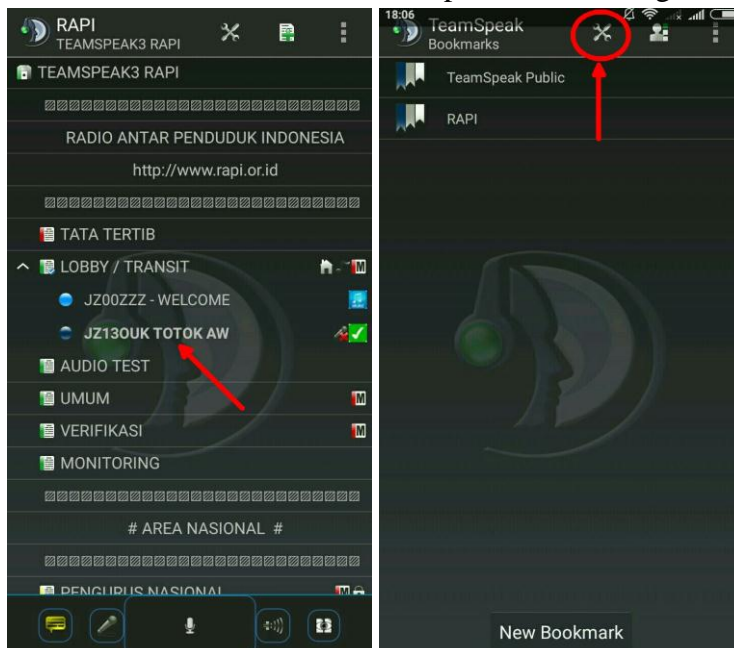 RAPI
TEAMSPEAK3 RAPI
TEAMSPEAK3 RAPI
RADIO ANTAR PENDUDUK INDONESIA
http://www.rapi.or.id
TATA TERTIB
LOBBY / TRANSIT
M
JZ00ZZZ - WELCOME
JZ13OUK TOTOK AW
AUDIO TEST
UMUM
M
VERIFIKASI
M
MONITORING
# AREA NASIONAL #
PENGURUS NASIONAL
M
18:06
TeamSpeak
Bookmarks
TeamSpeak Public
RAPI
New Bookmark